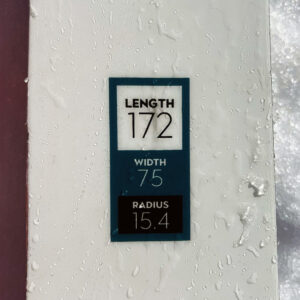 LENGTH
172
WIDTH
75
RADIUS
15.4